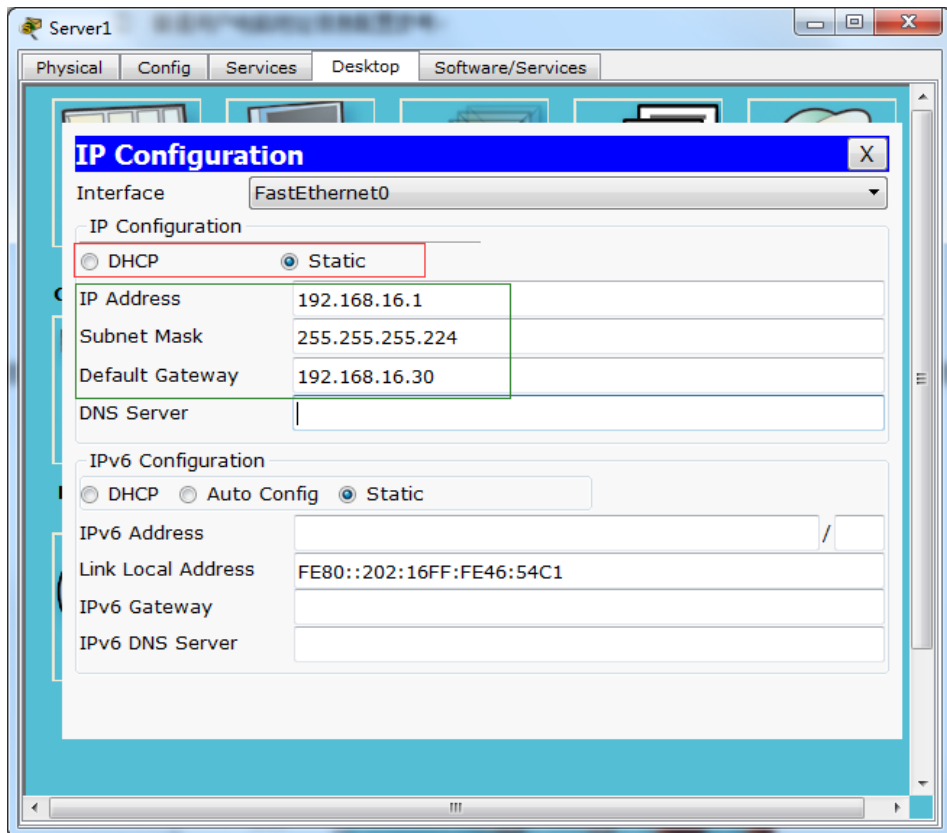 Server1
Physical Config Services Desktop Software/Services
IP Configuration X
Interface FastEthernet0
IP Configuration
DHCP Static
IP Address 192.168.16.1
Subnet Mask 255.255.255.224
Default Gateway 192.168.16.30
DNS Server
IPv6 Configuration
DHCP Auto Config Static
IPv6 Address /
Link Local Address FE80::202:16FF:FE46:54C1
IPv6 Gateway
IPv6 DNS Server